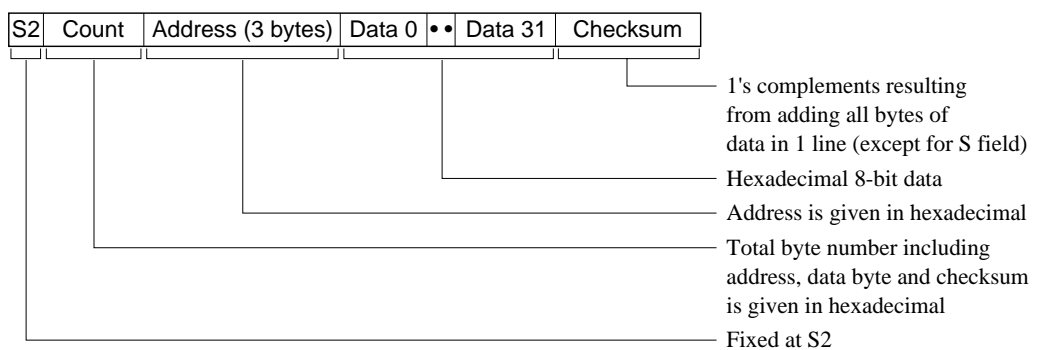 S2 Count Address (3 bytes) Data 0 •• Data 31 Checksum
1's complements resulting
from adding all bytes of
data in 1 line (except for S field)
Hexadecimal 8-bit data
Address is given in hexadecimal
Total byte number including
address, data byte and checksum
is given in hexadecimal
Fixed at S2